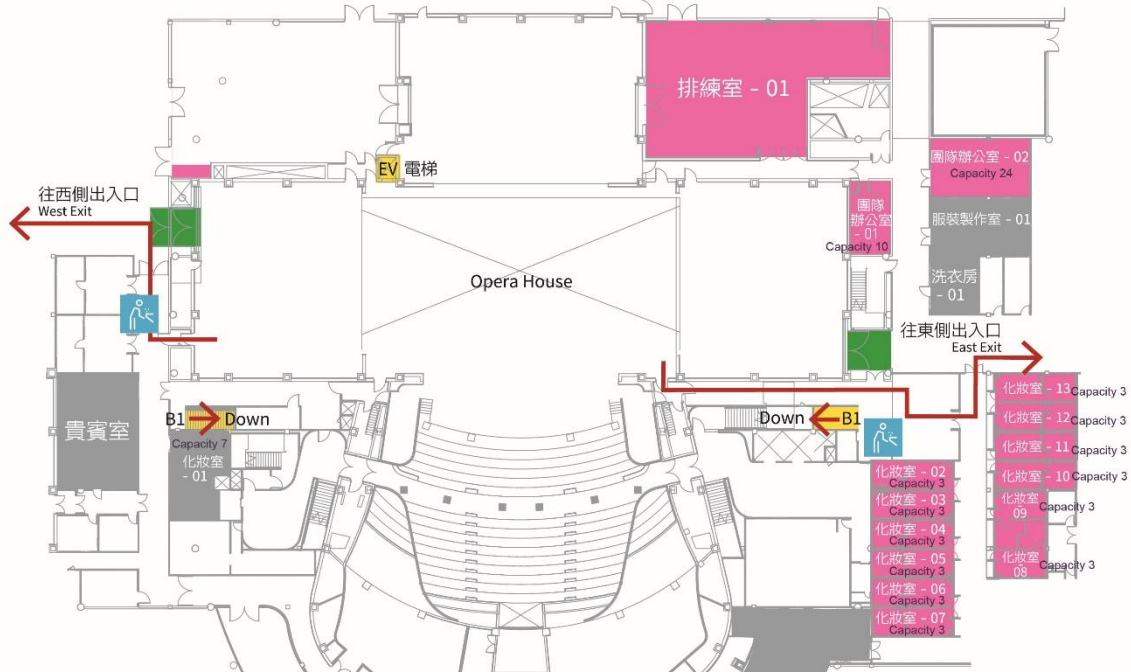 排練室 - 01
EV 電梯
團隊辦公室 - 02
Capacity 24
往西側出入口
West Exit
團隊
辦公室
- 01
Capacity 10
服裝製作室 - 01
Opera House
洗衣房
- 01
往東側出入口
East Exit
化妝室 - 13
Capacity 3
化妝室 - 12
Capacity 3
化妝室 - 11
Capacity 3
化妝室 - 10
Capacity 3
化妝室
09
Capacity 3
化妝室
08
Capacity 3
貴賓室
B1
Down
Capacity 7
化妝室
- 01
Down
B1
化妝室 - 02
Capacity 3
化妝室 - 03
Capacity 3
化妝室 - 04
Capacity 3
化妝室 - 05
Capacity 3
化妝室 - 06
Capacity 3
化妝室 - 07
Capacity 3